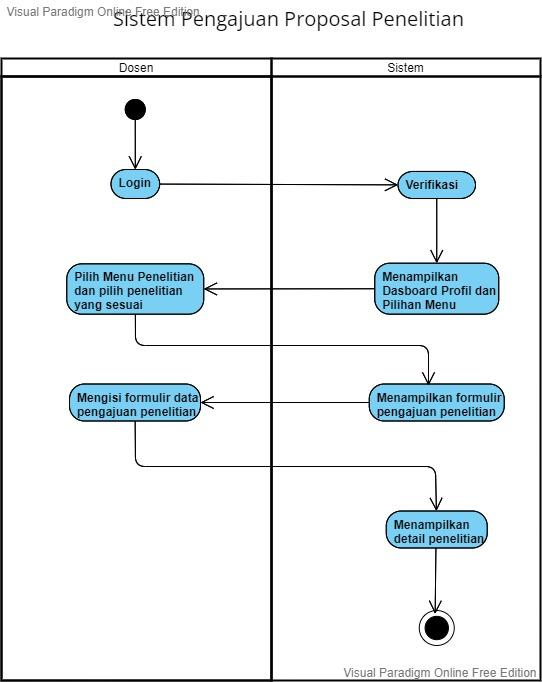 Visual Paradigm Online Free Edition
Sistem Pengajuan Proposal Penelitian
Dosen
Sistem
Login
Verifikasi
Menampilkan
Dasboard Profil dan
Pilihan Menu
Pilih Menu Penelitian
dan pilih penelitian
yang sesuai
Menampilkan formulir
pengajuan penelitian
Mengisi formulir data
pengajuan penelitian
Menampilkan
detail penelitian
Visual Paradigm Online Free Edition